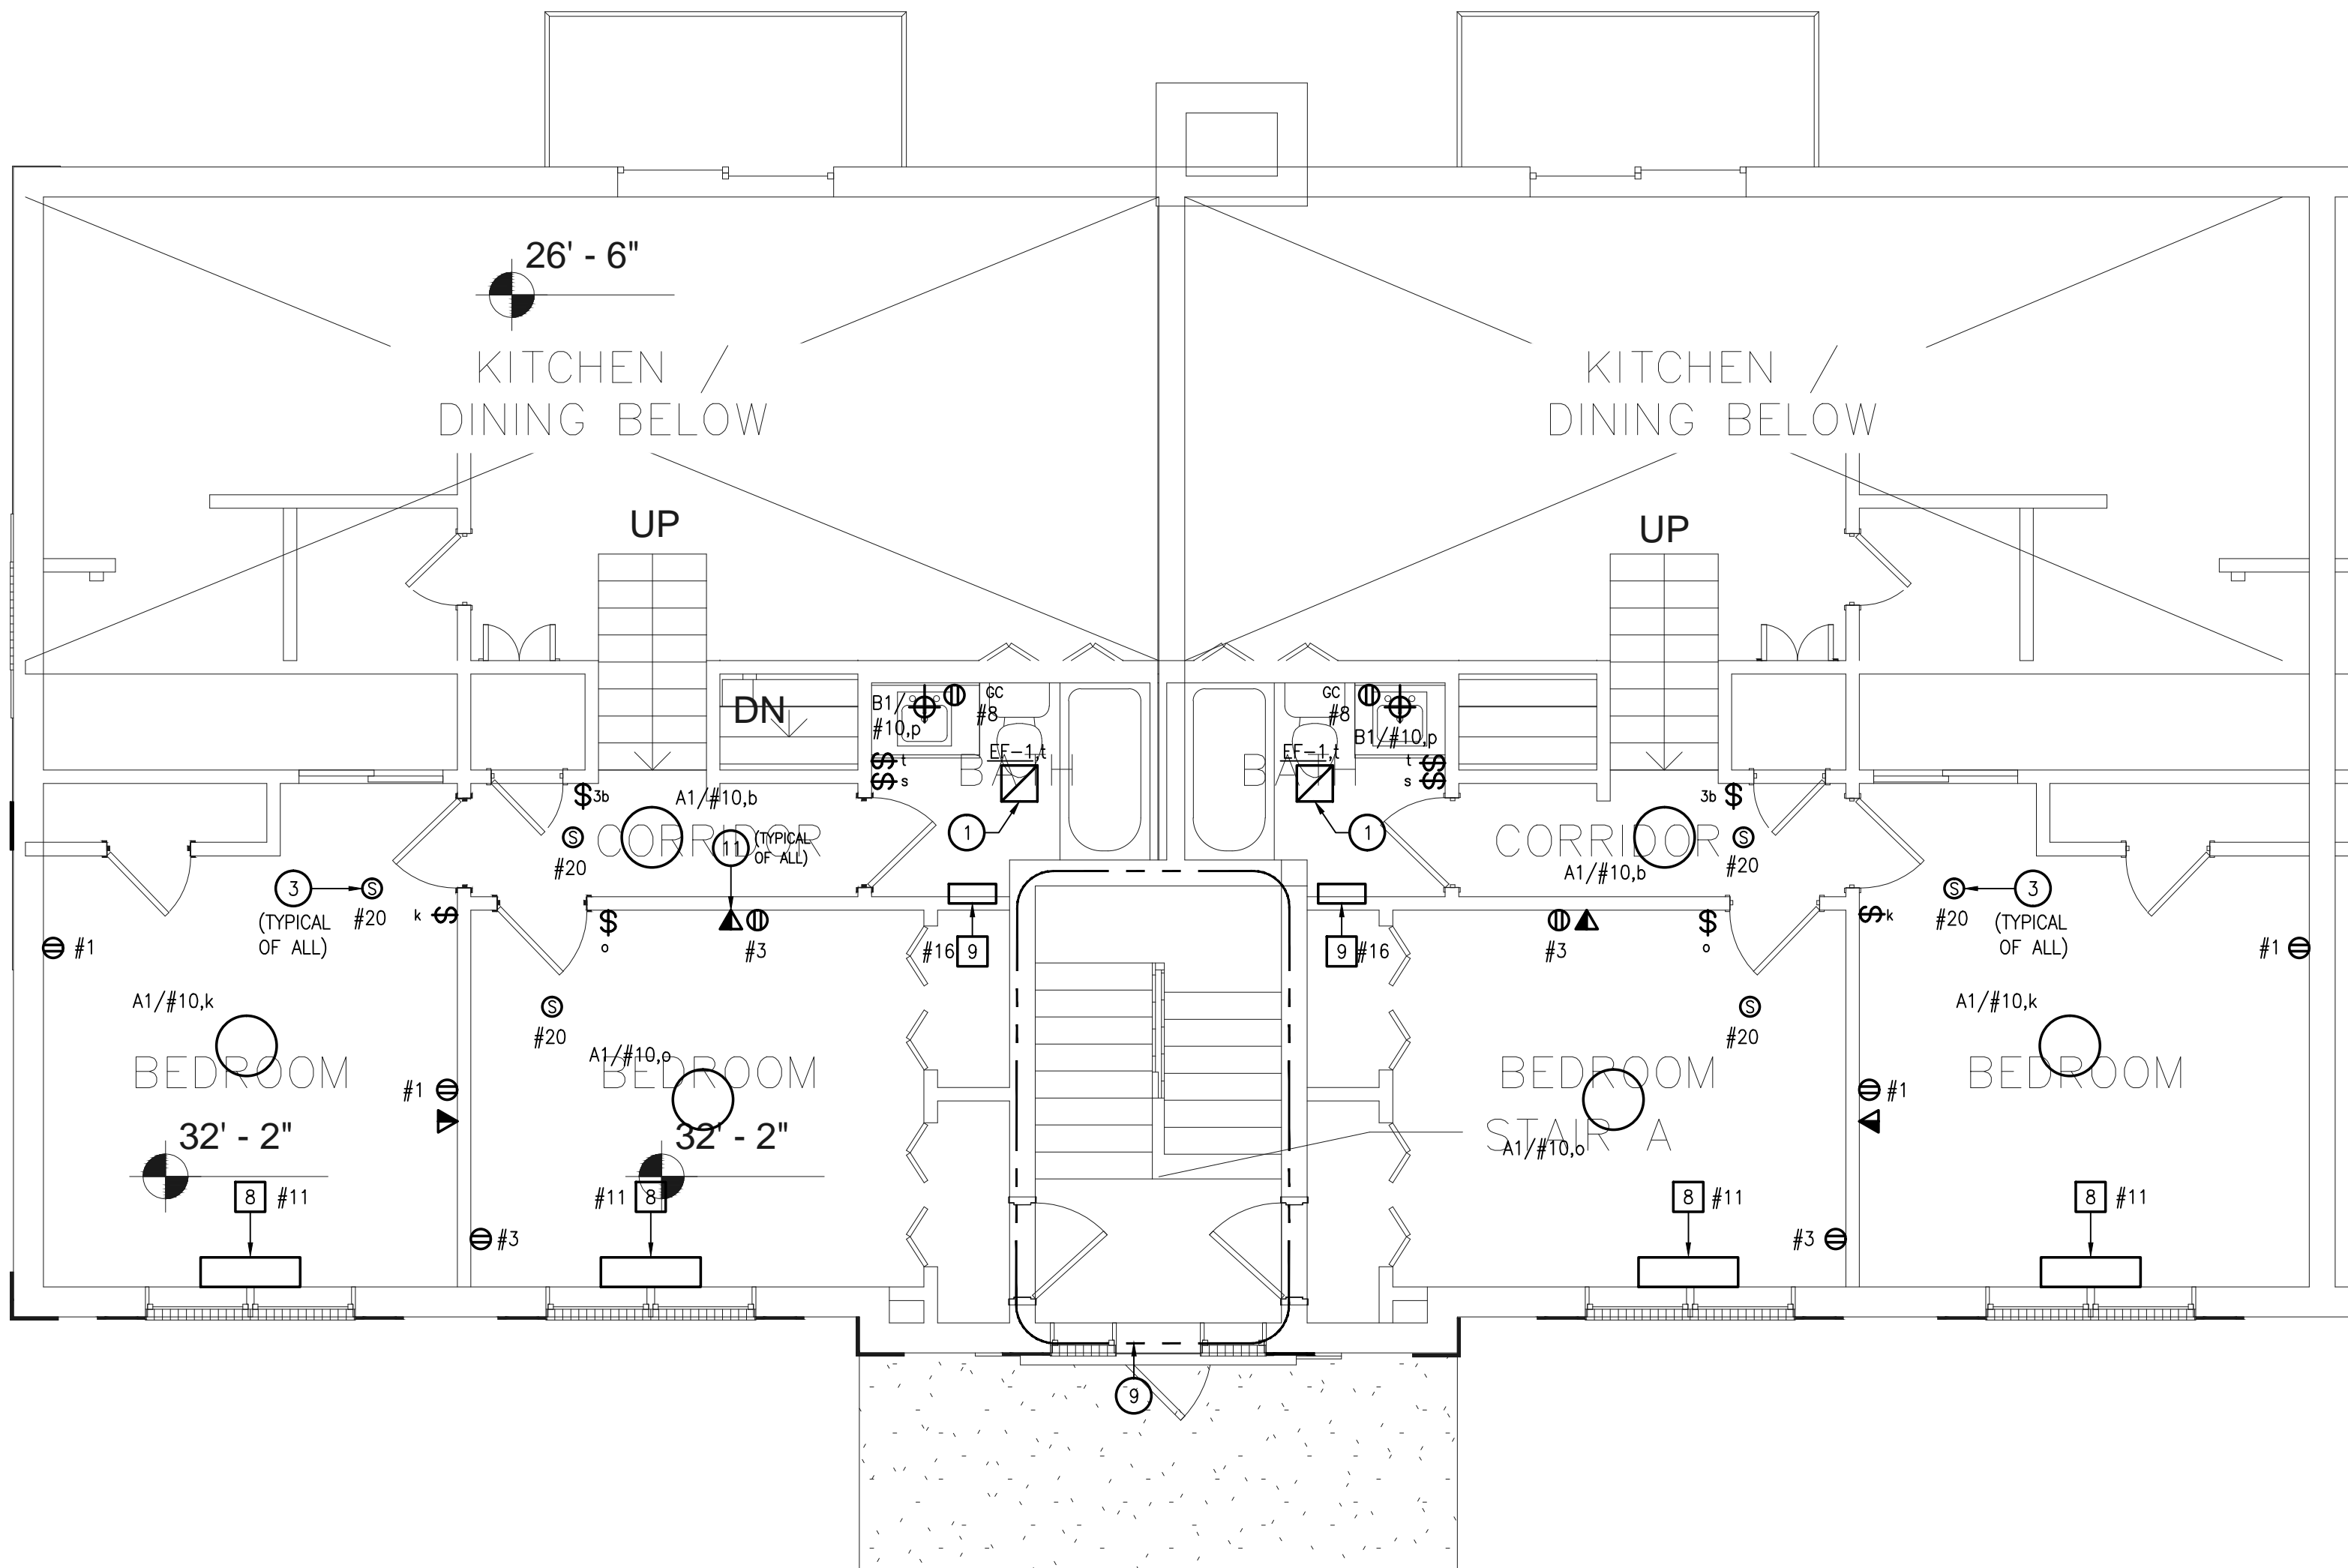 26' - 6"
KITCHEN /
DINING BELOW
KITCHEN /
DINING BELOW
UP
UP
DN
B1/
#10,p
GC
#8
EF-1,t
BATH
t
s
GC
#8
B1/#10,p
EF-1,t
BATH
t
s
$3b
A1/#10,b
CORRIDOR
11
(TYPICAL
OF ALL)
S
#20
1
1
3b $
CORRIDOR
A1/#10,b
S
#20
3
(TYPICAL
OF ALL)
S
#20
k $
$
o
#3
#16
9
9
#16
#3
$
o
$ k
S
#20
3
(TYPICAL
OF ALL)
#1
#1
A1/#10,k
BEDROOM
S
#20
A1/#10,o
BEDROOM
S
#20
BEDROOM
A1/#10,k
BEDROOM
#1
#1
32' - 2"
32' - 2"
STAIR A
A1/#10,o
8
#11
#11
8
8
#11
8
#11
#3
#3
9